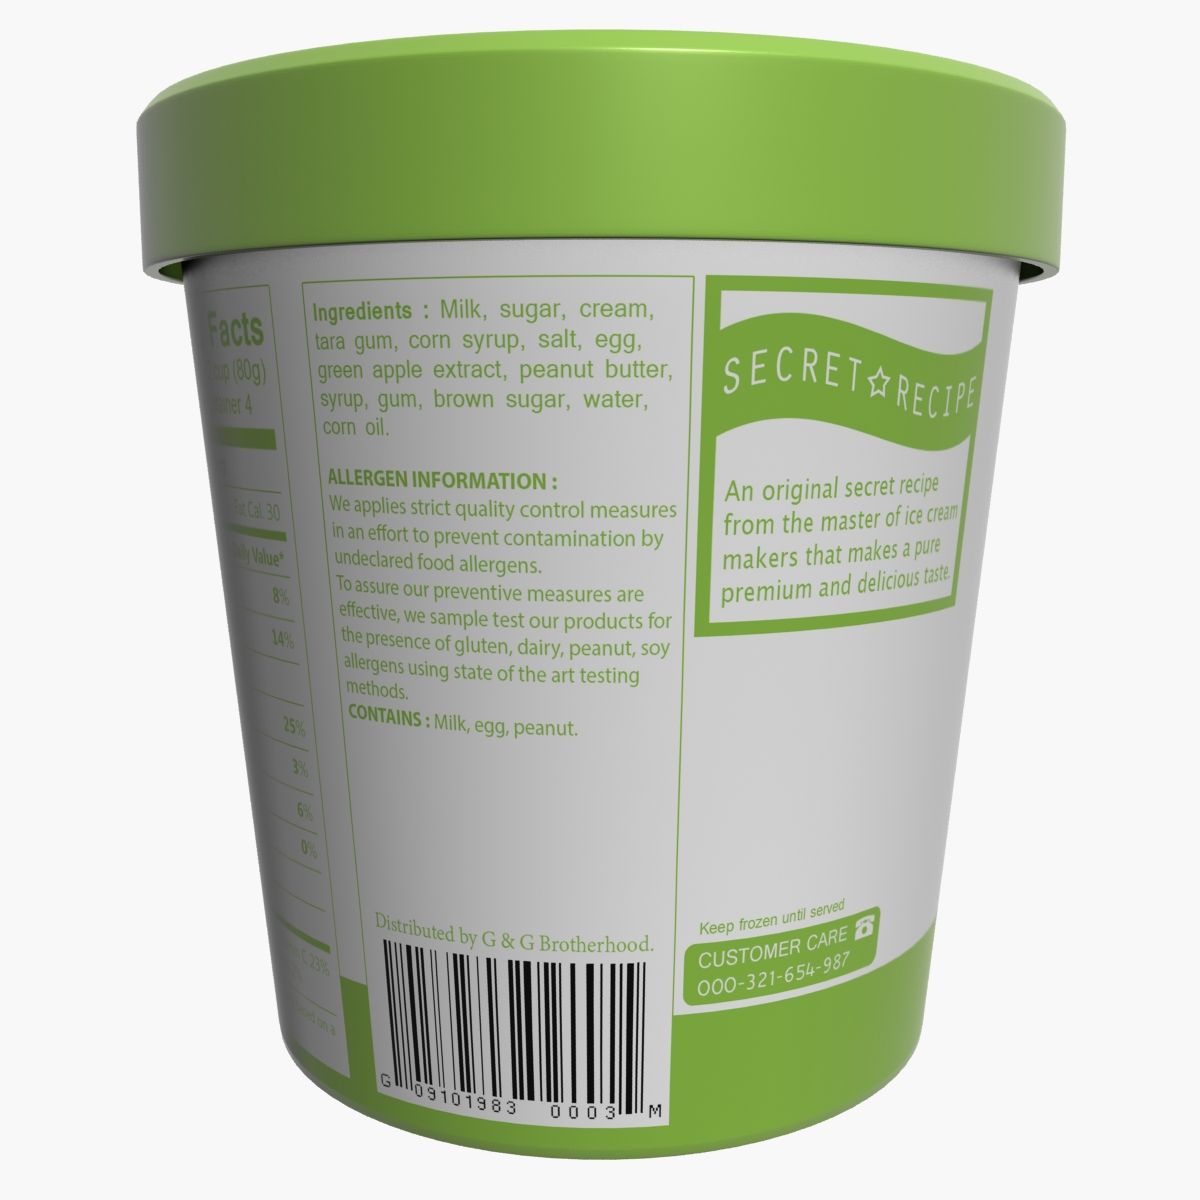 Facts
cup (80g)
4
Fat Cal. 30
Daily Value*
8%
14%
25%
3%
6%
0%
C 23%
on a
Ingredients : Milk, sugar, cream,
tara gum, corn syrup, salt, egg,
green apple extract, peanut butter,
syrup, gum, brown sugar, water,
corn oil.
ALLERGEN INFORMATION :
We applies strict quality control measures
in an effort to prevent contamination by
undeclared food allergens.
To assure our preventive measures are
effective, we sample test our products for
the presence of gluten, dairy, peanut, soy
allergens using state of the art testing
methods.
CONTAINS : Milk, egg, peanut.
Distributed by G & G Brotherhood.
G 09101983 0003 M
SECRET☆RECIPE
An original secret recipe
from the master of ice cream
makers that makes a pure
premium and delicious taste.
Keep frozen until served
CUSTOMER CARE ☎
000-321-654-987